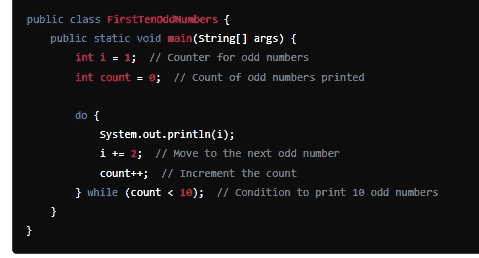 public class FirstTenOddNumbers {
    public static void main(String[] args) {
        int i = 1;  // Counter for odd numbers
        int count = 0;  // Count of odd numbers printed

        do {
            System.out.println(i);
            i += 2;  // Move to the next odd number
            count++;  // Increment the count
        } while (count < 10);  // Condition to print 10 odd numbers
    }
}